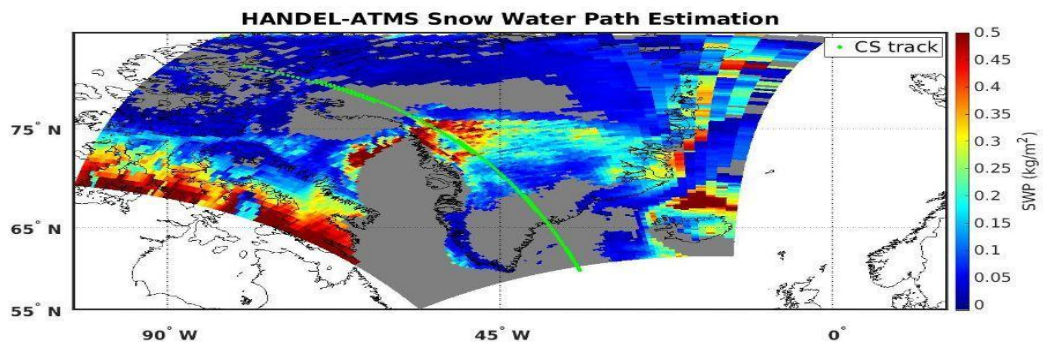 HANDEL-ATMS Snow Water Path Estimation
CS track
75° N
65° N
55° N
90° W
45° W
0°
0.5
0.45
0.4
0.35
0.3
0.25
0.2
0.15
0.1
0.05
0
SWP (kg/m²)